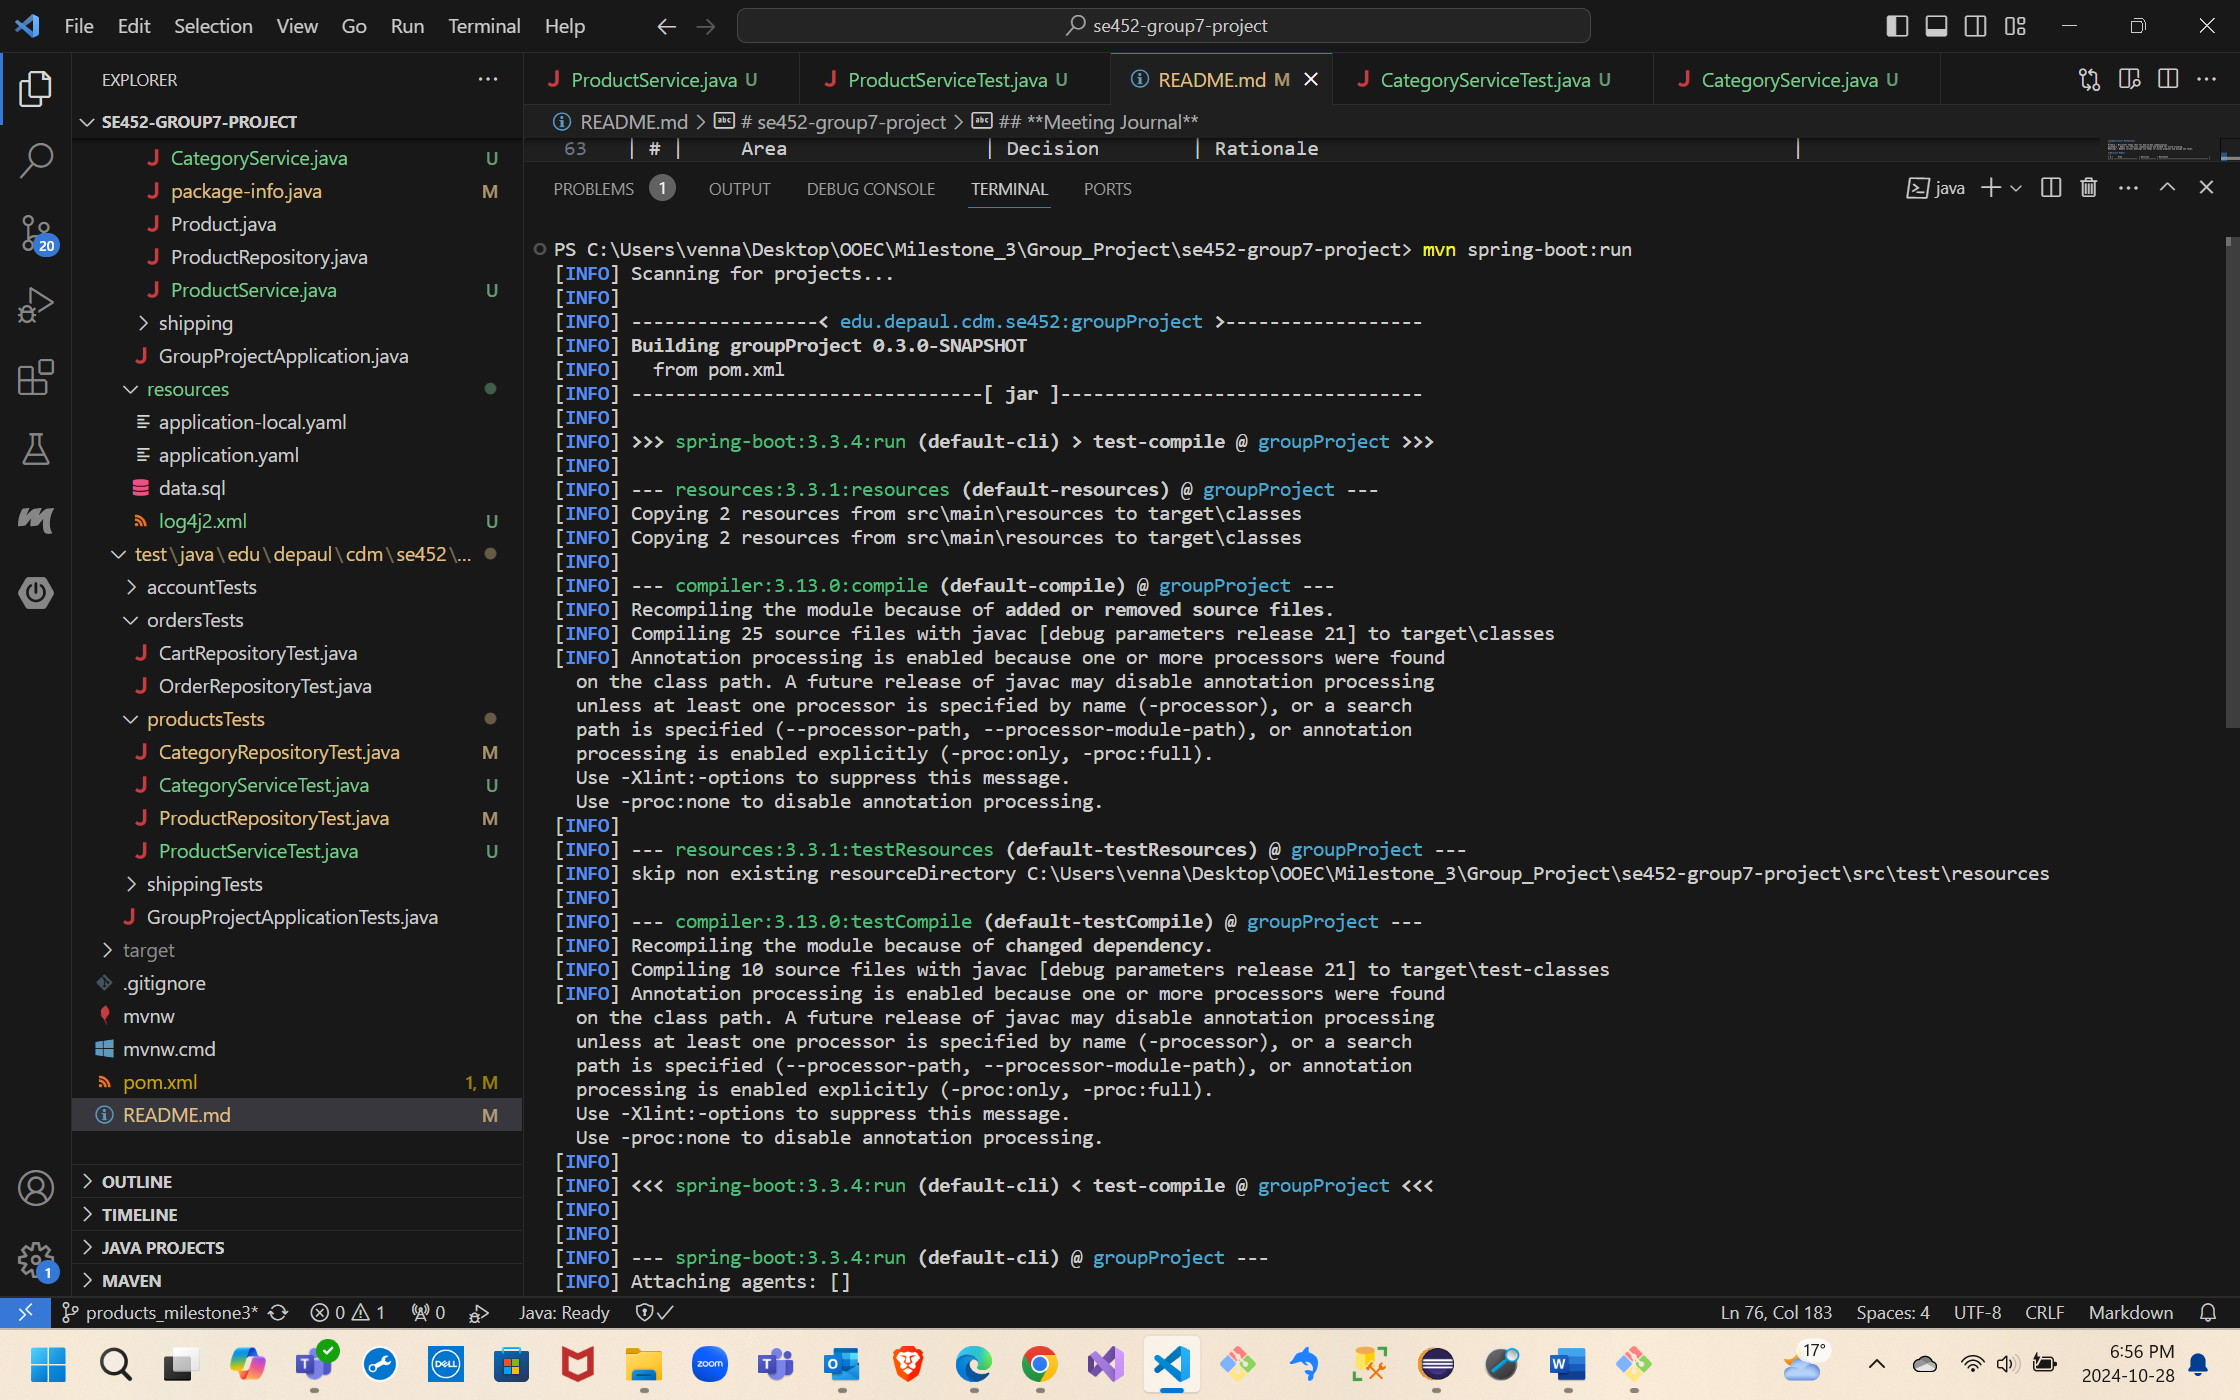 File Edit Selection View Go Run Terminal Help
se452-group7-project
EXPLORER
SE452-GROUP7-PROJECT
CategoryService.java U
package-info.java M
Product.java
ProductRepository.java
ProductService.java U
shipping
GroupProjectApplication.java
resources
application-local.yaml
application.yaml
data.sql
log4j2.xml U
test\java\edu\depaul\cdm\se452\...
accountTests
ordersTests
CartRepositoryTest.java
OrderRepositoryTest.java
productsTests
CategoryRepositoryTest.java M
CategoryServiceTest.java U
ProductRepositoryTest.java M
ProductServiceTest.java U
shippingTests
GroupProjectApplicationTests.java
target
.gitignore
mvnw
mvnw.cmd
pom.xml 1, M
README.md M
OUTLINE
TIMELINE
JAVA PROJECTS
MAVEN
20
1
ProductService.java U ProductServiceTest.java U README.md M CategoryServiceTest.java U CategoryService.java U
README.md > # se452-group7-project > ## **Meeting Journal**
63 | # | Area | Decision | Rationale |
PROBLEMS 1 OUTPUT DEBUG CONSOLE TERMINAL PORTS
java
PS C:\Users\venna\Desktop\OOEC\Milestone_3\Group_Project\se452-group7-project> mvn spring-boot:run
[INFO] Scanning for projects...
[INFO]
[INFO] -----------------< edu.depaul.cdm.se452:groupProject >------------------
[INFO] Building groupProject 0.3.0-SNAPSHOT
[INFO]   from pom.xml
[INFO] --------------------------------[ jar ]---------------------------------
[INFO]
[INFO] >>> spring-boot:3.3.4:run (default-cli) > test-compile @ groupProject >>>
[INFO]
[INFO] --- resources:3.3.1:resources (default-resources) @ groupProject ---
[INFO] Copying 2 resources from src\main\resources to target\classes
[INFO] Copying 2 resources from src\main\resources to target\classes
[INFO]
[INFO] --- compiler:3.13.0:compile (default-compile) @ groupProject ---
[INFO] Recompiling the module because of added or removed source files.
[INFO] Compiling 25 source files with javac [debug parameters release 21] to target\classes
[INFO] Annotation processing is enabled because one or more processors were found
on the class path. A future release of javac may disable annotation processing
unless at least one processor is specified by name (-processor), or a search
path is specified (--processor-path, --processor-module-path), or annotation
processing is enabled explicitly (-proc:only, -proc:full).
Use -Xlint:-options to suppress this message.
Use -proc:none to disable annotation processing.
[INFO]
[INFO] --- resources:3.3.1:testResources (default-testResources) @ groupProject ---
[INFO] skip non existing resourceDirectory C:\Users\venna\Desktop\OOEC\Milestone_3\Group_Project\se452-group7-project\src\test\resources
[INFO]
[INFO] --- compiler:3.13.0:testCompile (default-testCompile) @ groupProject ---
[INFO] Recompiling the module because of changed dependency.
[INFO] Compiling 10 source files with javac [debug parameters release 21] to target\test-classes
[INFO] Annotation processing is enabled because one or more processors were found
on the class path. A future release of javac may disable annotation processing
unless at least one processor is specified by name (-processor), or a search
path is specified (--processor-path, --processor-module-path), or annotation
processing is enabled explicitly (-proc:only, -proc:full).
Use -Xlint:-options to suppress this message.
Use -proc:none to disable annotation processing.
[INFO]
[INFO] <<< spring-boot:3.3.4:run (default-cli) < test-compile @ groupProject <<<
[INFO]
[INFO]
[INFO] --- spring-boot:3.3.4:run (default-cli) @ groupProject ---
[INFO] Attaching agents: []
products_milestone3* 0 1 0 Java: Ready Ln 76, Col 183 Spaces: 4 UTF-8 CRLF Markdown
DELL zoom
17°
6:56 PM
2024-10-28